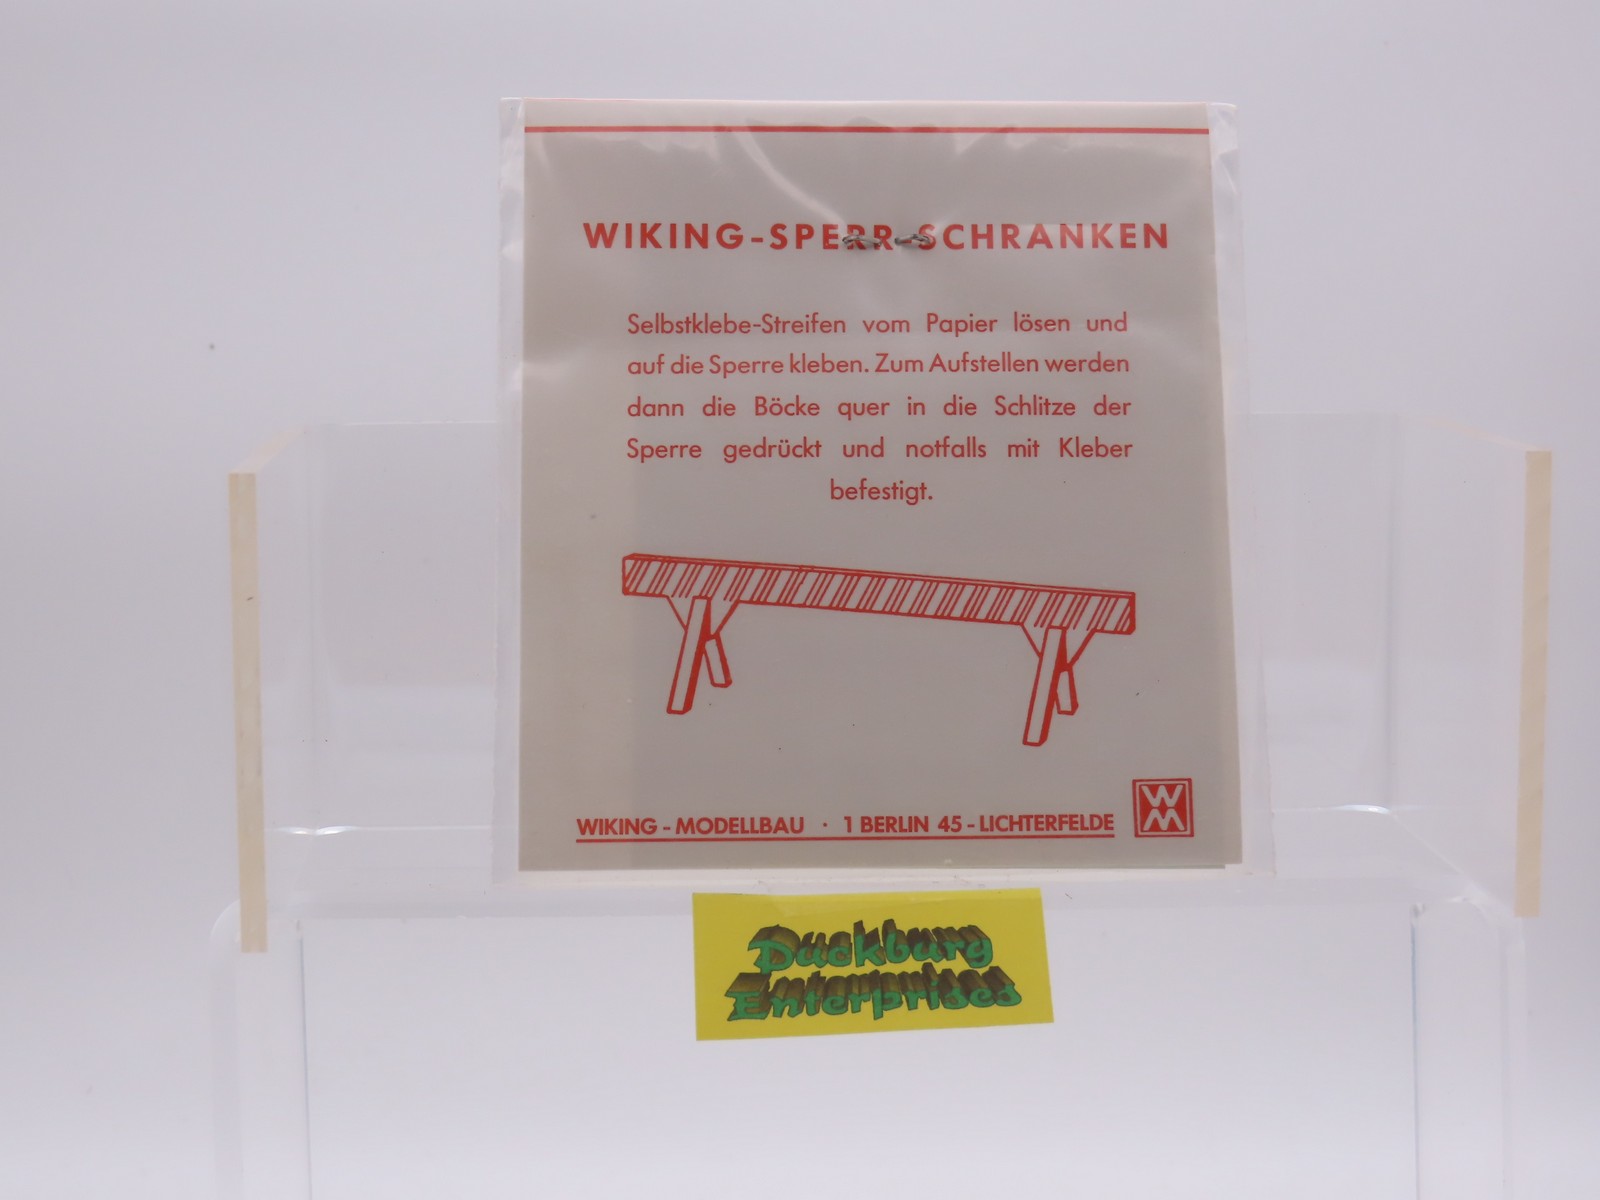 WIKING-SPERR-SCHRANKEN
Selbstklebe-Streifen vom Papier lösen und
auf die Sperre kleben. Zum Aufstellen werden
dann die Böcke quer in die Schlitze der
Sperre gedrückt und notfalls mit Kleber
befestigt.
WIKING - MODELLBAU · 1 BERLIN 45 - LICHTERFELDE
WM
Duckburg
Enterprises